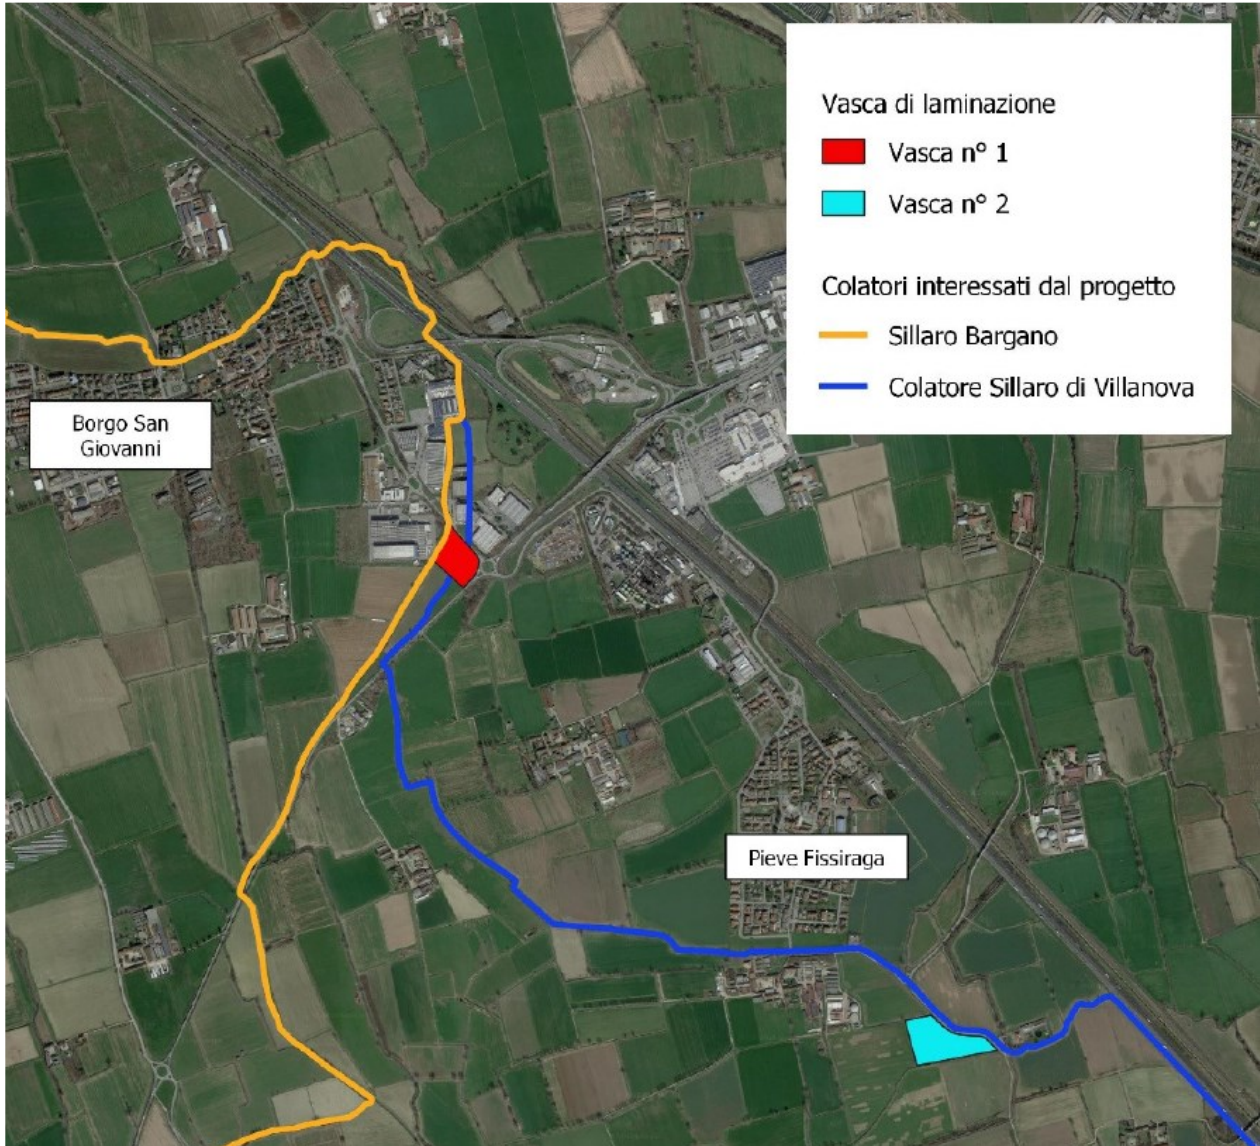 Vasca di laminazione
Vasca n° 1
Vasca n° 2
Colatori interessati dal progetto
Sillaro Bargano
Colatore Sillaro di Villanova
Borgo San
Giovanni
Pieve Fissiraga